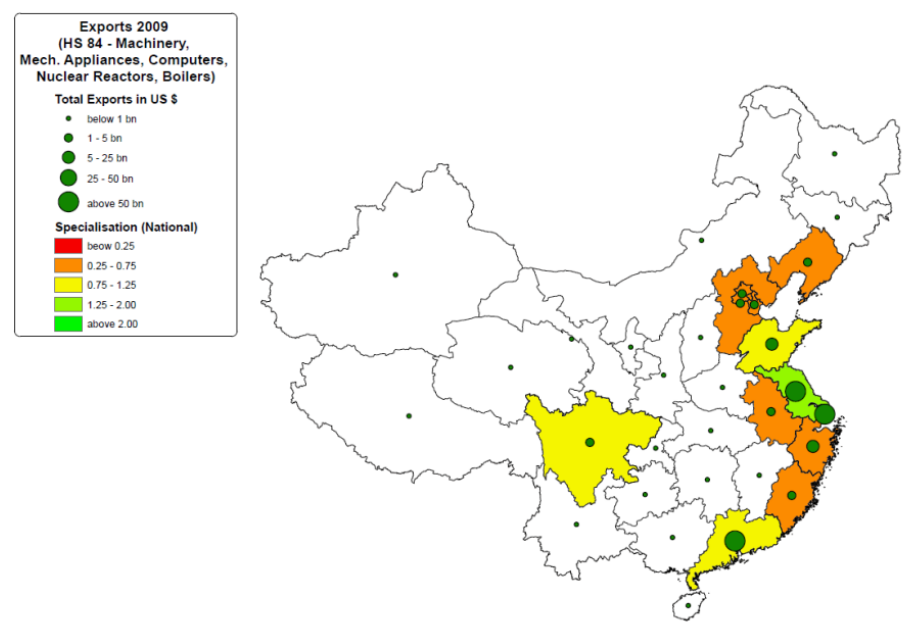 Exports 2009
(HS 84 - Machinery,
Mech. Appliances, Computers,
Nuclear Reactors, Boilers)
Total Exports in US $
below 1 bn
1 - 5 bn
5 - 25 bn
25 - 50 bn
above 50 bn
Specialisation (National)
beow 0.25
0.25 - 0.75
0.75 - 1.25
1.25 - 2.00
above 2.00